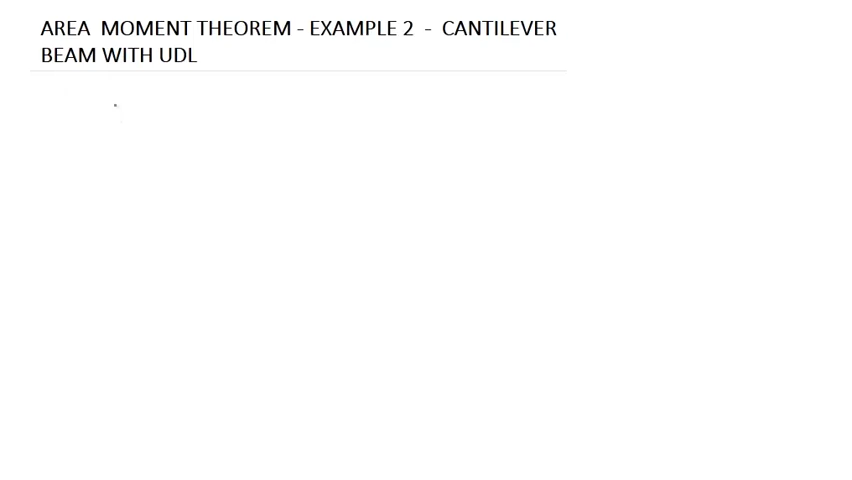 AREA  MOMENT THEOREM - EXAMPLE 2  -  CANTILEVER
BEAM WITH UDL